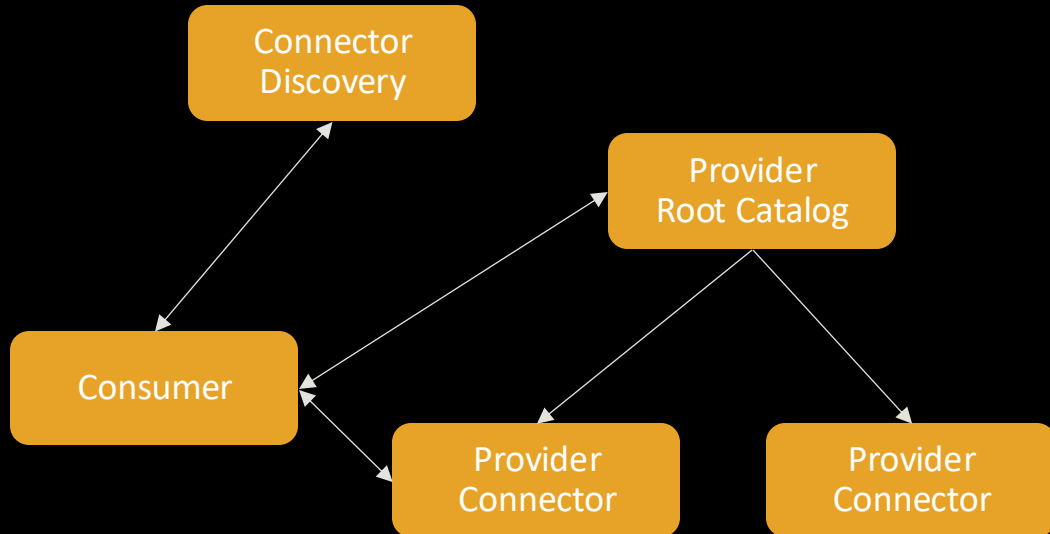 Connector
Discovery
Provider
Root Catalog
Consumer
Provider
Connector
Provider
Connector